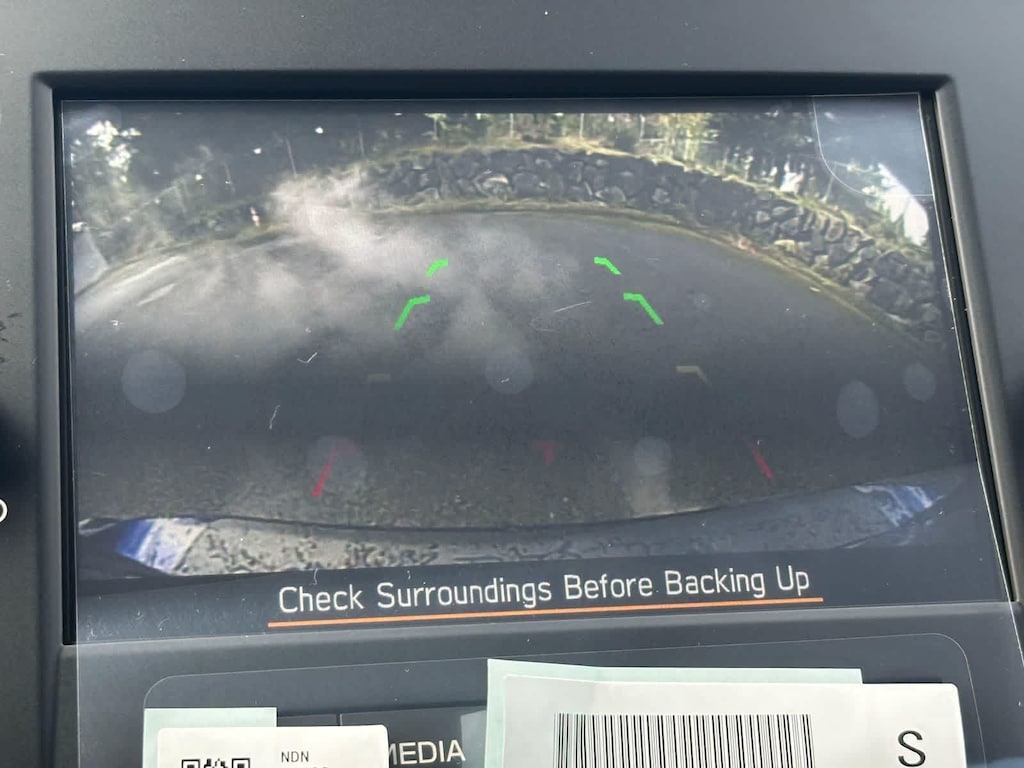 Check Surroundings Before Backing Up
NDN
MEDIA
S